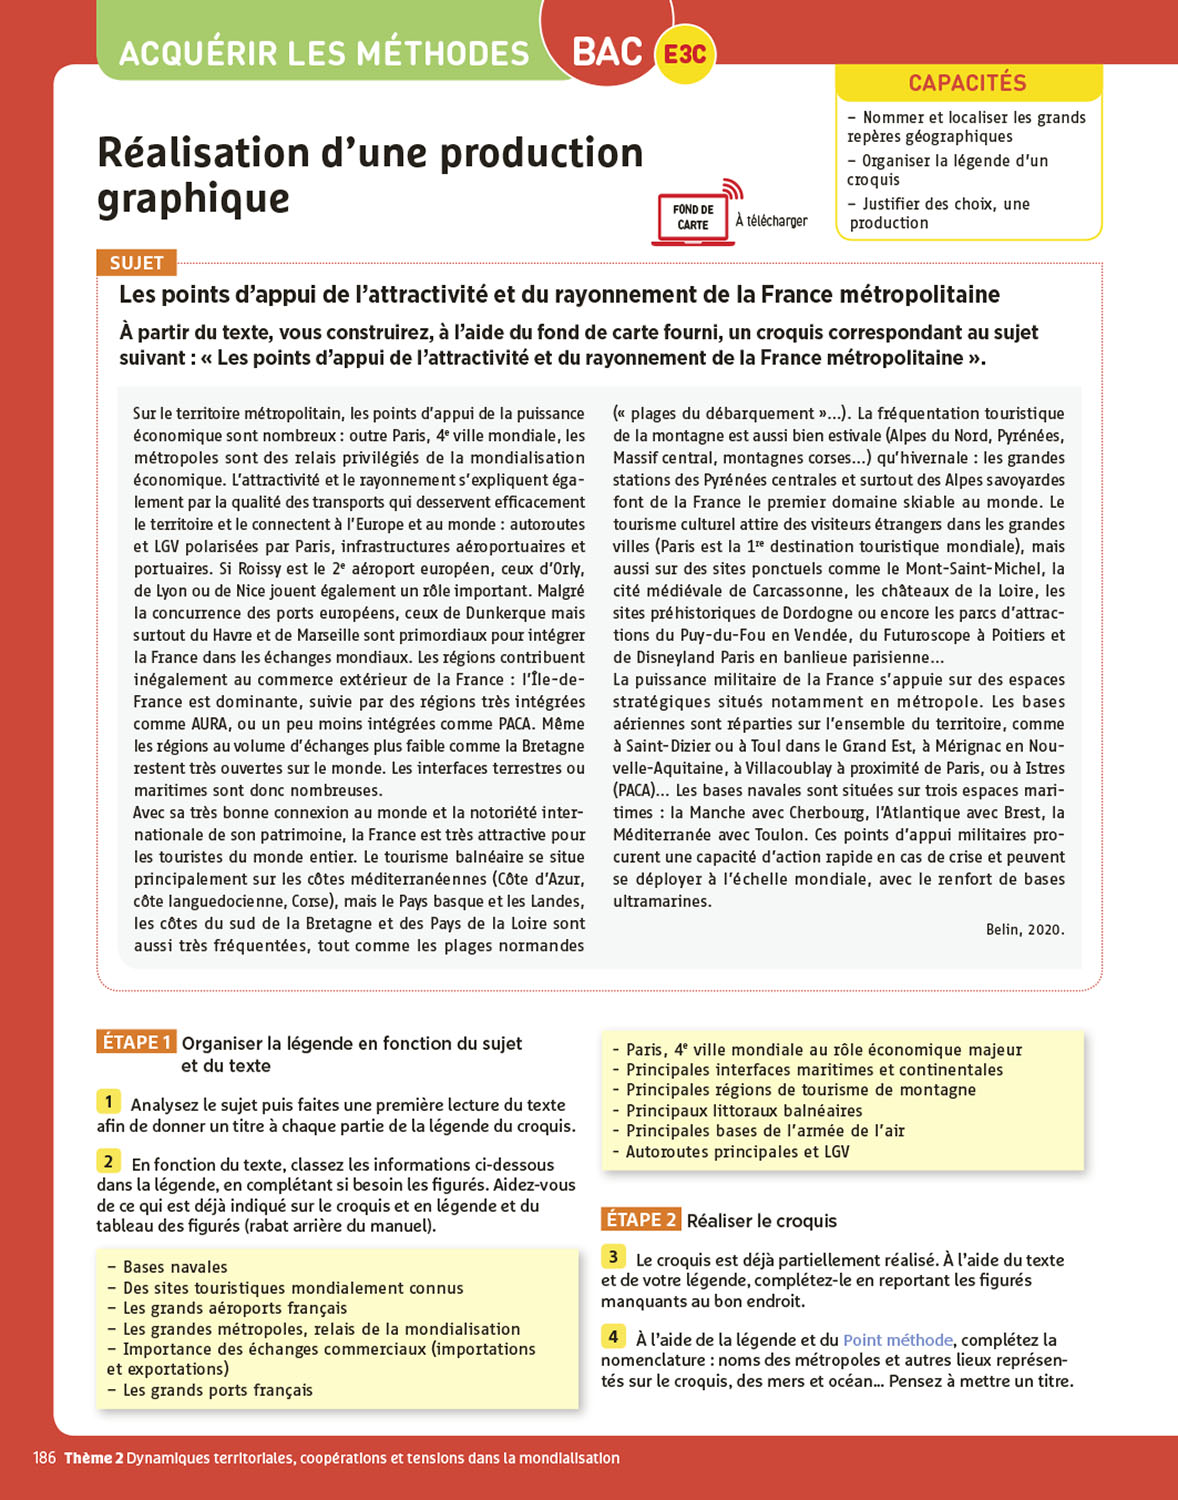 ACQUÉRIR LES MÉTHODES
BAC
E3C
CAPACITÉS
– Nommer et localiser les grands
repères géographiques
– Organiser la légende d'un
croquis
– Justifier des choix, une
production
Réalisation d'une production
graphique
FOND DE
CARTE
À télécharger
SUJET
Les points d'appui de l'attractivité et du rayonnement de la France métropolitaine
À partir du texte, vous construirez, à l'aide du fond de carte fourni, un croquis correspondant au sujet
suivant : « Les points d'appui de l'attractivité et du rayonnement de la France métropolitaine ».
Sur le territoire métropolitain, les points d'appui de la puissance
économique sont nombreux : outre Paris, 4e ville mondiale, les
métropoles sont des relais privilégiés de la mondialisation
économique. L'attractivité et le rayonnement s'expliquent éga-
lement par la qualité des transports qui desservent efficacement
le territoire et le connectent à l'Europe et au monde : autoroutes
et LGV polarisées par Paris, infrastructures aéroportuaires et
portuaires. Si Roissy est le 2e aéroport européen, ceux d'Orly,
de Lyon ou de Nice jouent également un rôle important. Malgré
la concurrence des ports européens, ceux de Dunkerque mais
surtout du Havre et de Marseille sont primordiaux pour intégrer
la France dans les échanges mondiaux. Les régions contribuent
inégalement au commerce extérieur de la France : l'Île-de-
France est dominante, suivie par des régions très intégrées
comme AURA, ou un peu moins intégrées comme PACA. Même
les régions au volume d'échanges plus faible comme la Bretagne
restent très ouvertes sur le monde. Les interfaces terrestres ou
maritimes sont donc nombreuses.
Avec sa très bonne connexion au monde et la notoriété inter-
nationale de son patrimoine, la France est très attractive pour
les touristes du monde entier. Le tourisme balnéaire se situe
principalement sur les côtes méditerranéennes (Côte d'Azur,
côte languedocienne, Corse), mais le Pays basque et les Landes,
les côtes du sud de la Bretagne et des Pays de la Loire sont
aussi très fréquentées, tout comme les plages normandes
(« plages du débarquement »…). La fréquentation touristique
de la montagne est aussi bien estivale (Alpes du Nord, Pyrénées,
Massif central, montagnes corses…) qu'hivernale : les grandes
stations des Pyrénées centrales et surtout des Alpes savoyardes
font de la France le premier domaine skiable au monde. Le
tourisme culturel attire des visiteurs étrangers dans les grandes
villes (Paris est la 1re destination touristique mondiale), mais
aussi sur des sites ponctuels comme le Mont-Saint-Michel, la
cité médiévale de Carcassonne, les châteaux de la Loire, les
sites préhistoriques de Dordogne ou encore les parcs d'attrac-
tions du Puy-du-Fou en Vendée, du Futuroscope à Poitiers et
de Disneyland Paris en banlieue parisienne…
La puissance militaire de la France s'appuie sur des espaces
stratégiques situés notamment en métropole. Les bases
aériennes sont réparties sur l'ensemble du territoire, comme
à Saint-Dizier ou à Toul dans le Grand Est, à Mérignac en Nou-
velle-Aquitaine, à Villacoublay à proximité de Paris, ou à Istres
(PACA)… Les bases navales sont situées sur trois espaces mari-
times : la Manche avec Cherbourg, l'Atlantique avec Brest, la
Méditerranée avec Toulon. Ces points d'appui militaires pro-
curent une capacité d'action rapide en cas de crise et peuvent
se déployer à l'échelle mondiale, avec le renfort de bases
ultramarines.
Belin, 2020.
ÉTAPE 1 Organiser la légende en fonction du sujet
et du texte
1 Analysez le sujet puis faites une première lecture du texte
afin de donner un titre à chaque partie de la légende du croquis.
2 En fonction du texte, classez les informations ci-dessous
dans la légende, en complétant si besoin les figurés. Aidez-vous
de ce qui est déjà indiqué sur le croquis et en légende et du
tableau des figurés (rabat arrière du manuel).
– Bases navales
– Des sites touristiques mondialement connus
– Les grands aéroports français
– Les grandes métropoles, relais de la mondialisation
– Importance des échanges commerciaux (importations
et exportations)
– Les grands ports français
- Paris, 4e ville mondiale au rôle économique majeur
- Principales interfaces maritimes et continentales
- Principales régions de tourisme de montagne
- Principaux littoraux balnéaires
- Principales bases de l'armée de l'air
- Autoroutes principales et LGV
ÉTAPE 2 Réaliser le croquis
3 Le croquis est déjà partiellement réalisé. À l'aide du texte
et de votre légende, complétez-le en reportant les figurés
manquants au bon endroit.
4 À l'aide de la légende et du Point méthode, complétez la
nomenclature : noms des métropoles et autres lieux représen-
tés sur le croquis, des mers et océan… Pensez à mettre un titre.
186 Thème 2 Dynamiques territoriales, coopérations et tensions dans la mondialisation